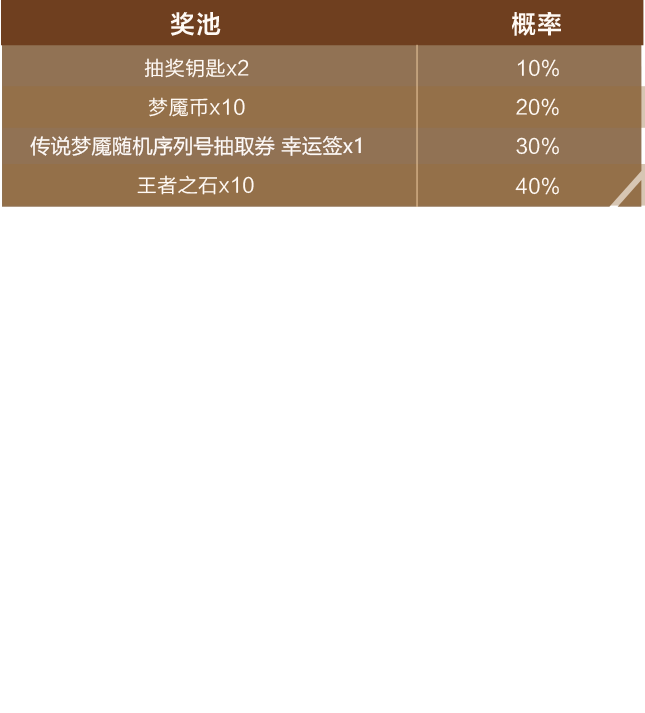 奖池 概率
抽奖钥匙x2 10%
梦魇币x10 20%
传说梦魇随机序列号抽取券 幸运签x1 30%
王者之石x10 40%